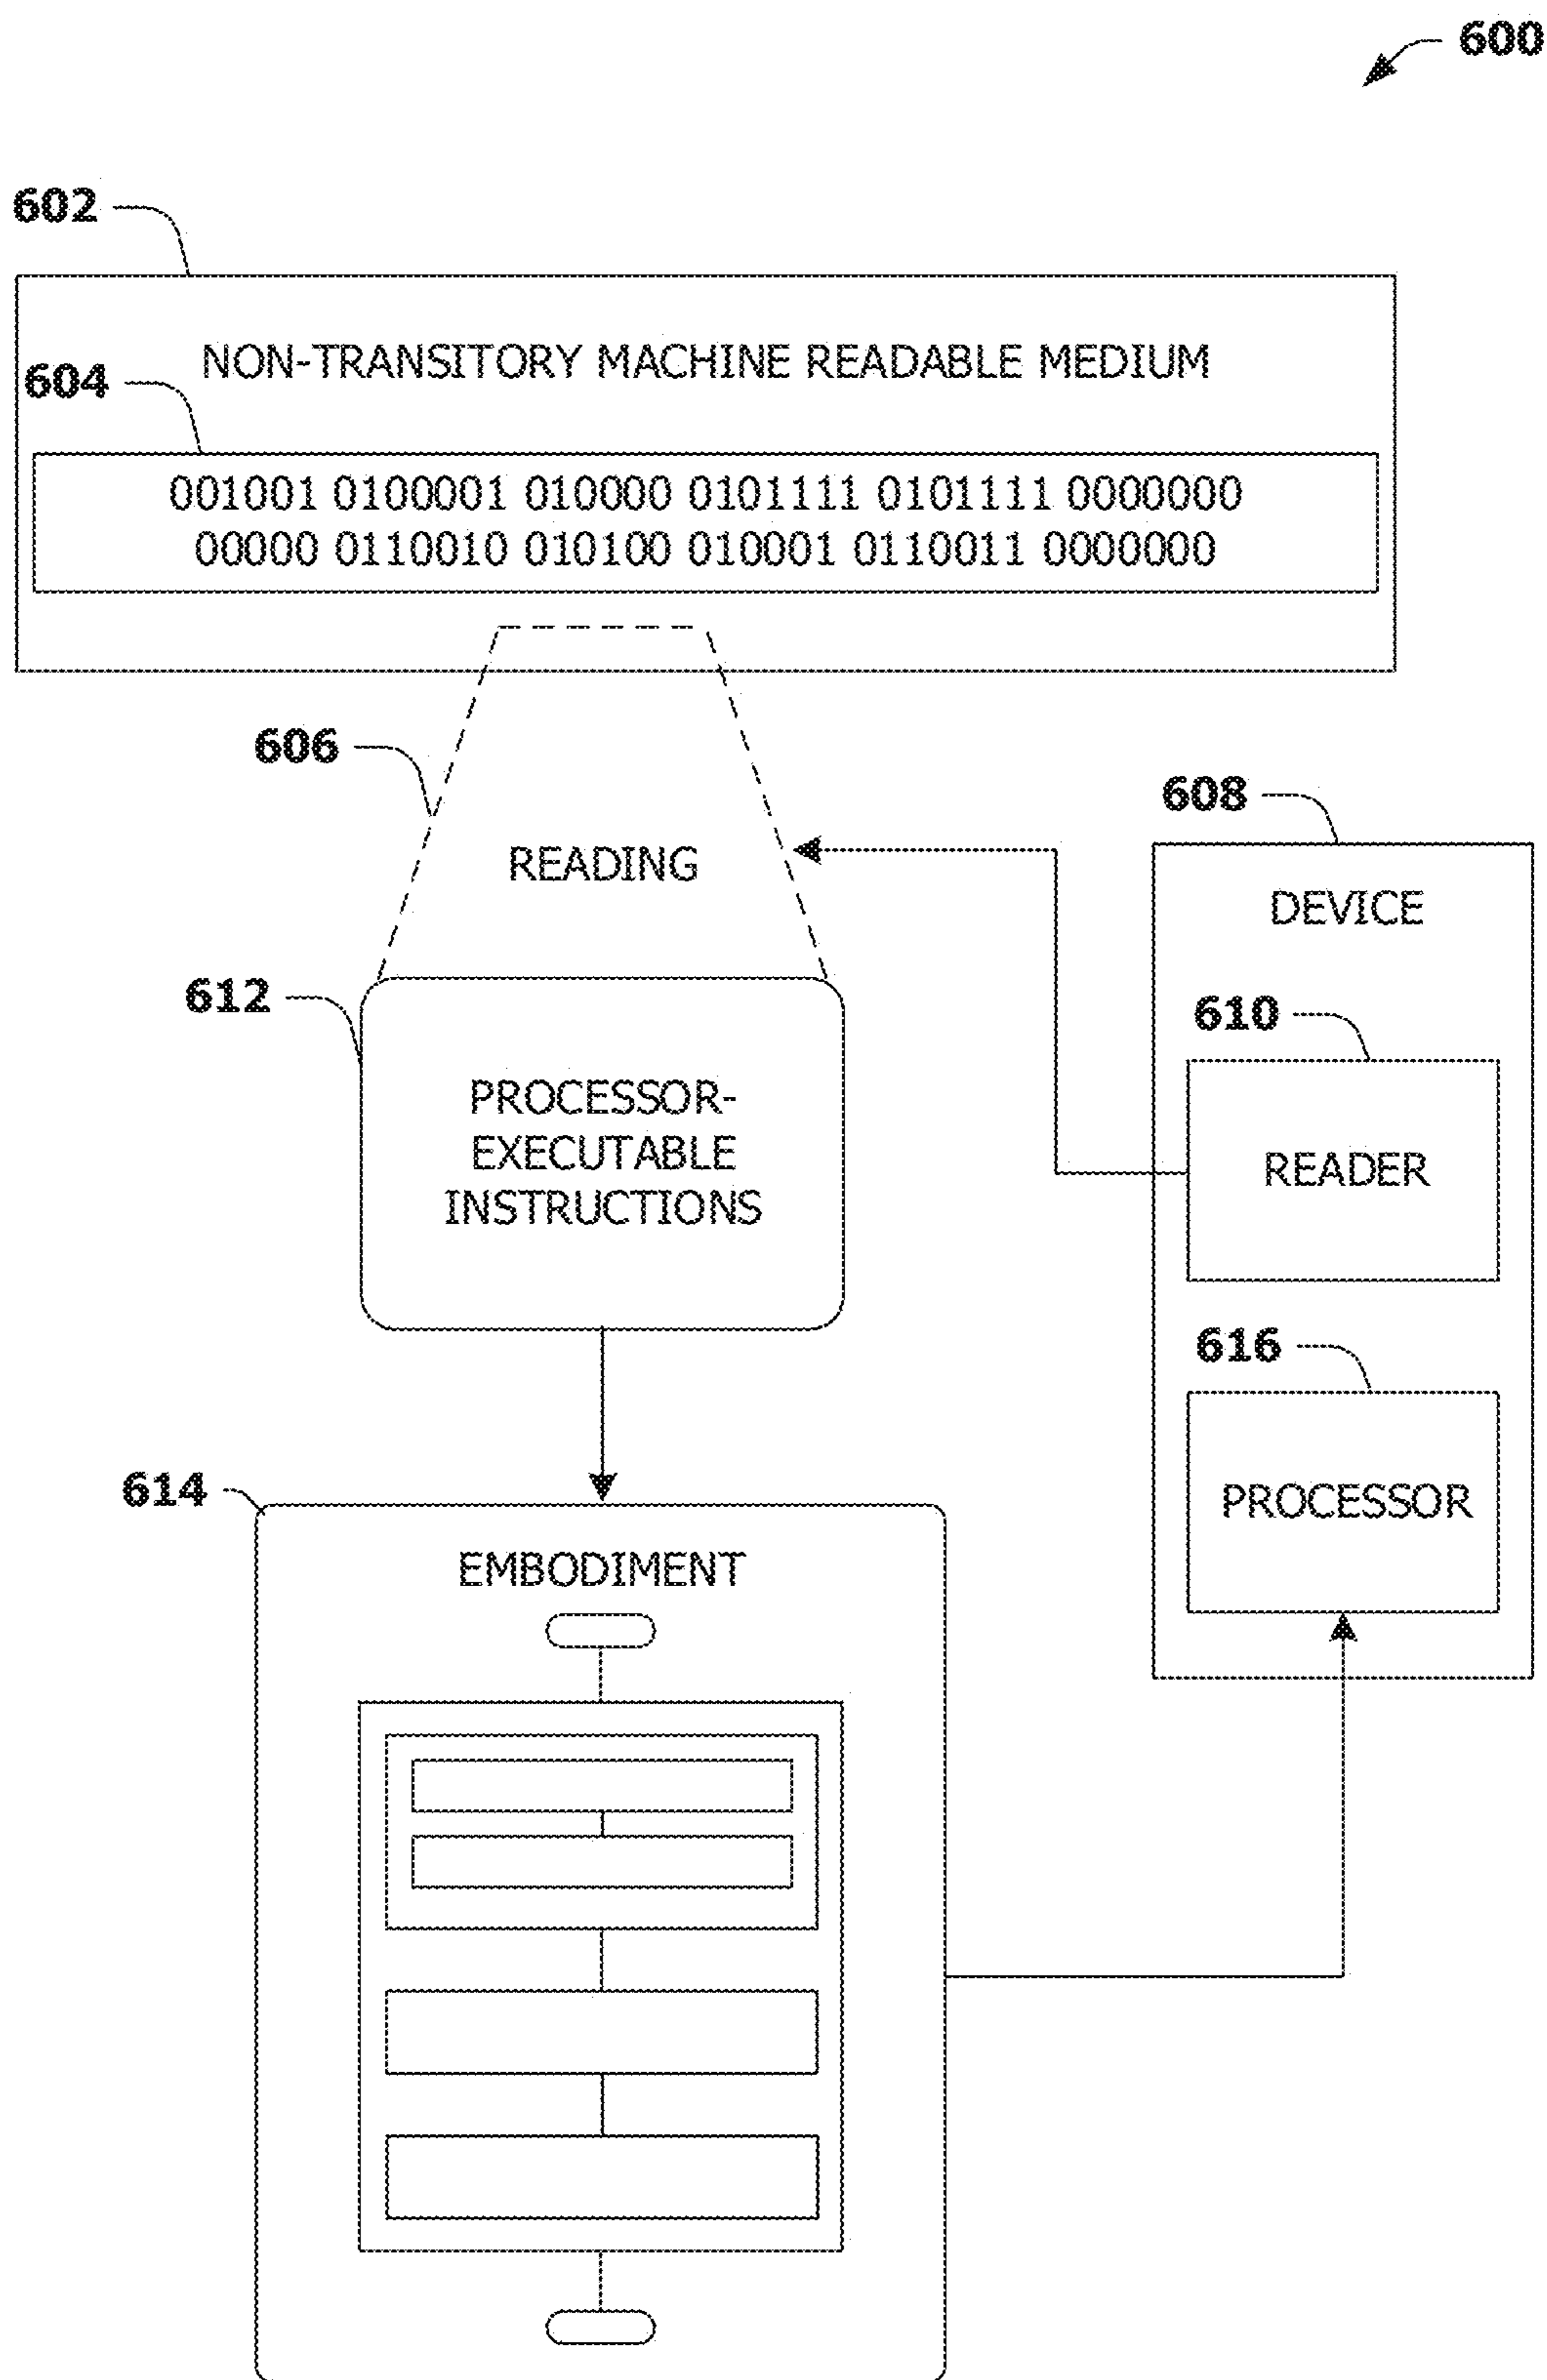 600
602
NON-TRANSITORY MACHINE READABLE MEDIUM
604
001001 0100001 010000 0101111 0101111 0000000
00000 0110010 010100 010001 0110011 0000000
606
READING
608
DEVICE
610
READER
612
PROCESSOR-
EXECUTABLE
INSTRUCTIONS
616
PROCESSOR
614
EMBODIMENT